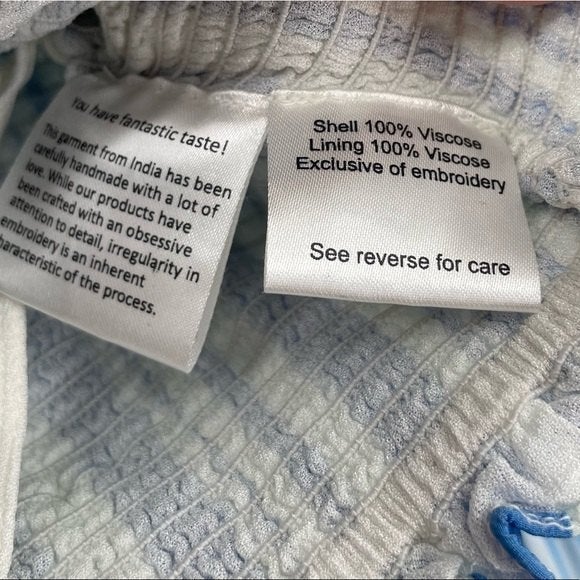 You have fantastic taste!
This garment from India has been
carefully handmade with a lot of
love. While our products have
been crafted with an obsessive
attention to detail, irregularity in
embroidery is an inherent
characteristic of the process.
Shell 100% Viscose
Lining 100% Viscose
Exclusive of embroidery
See reverse for care